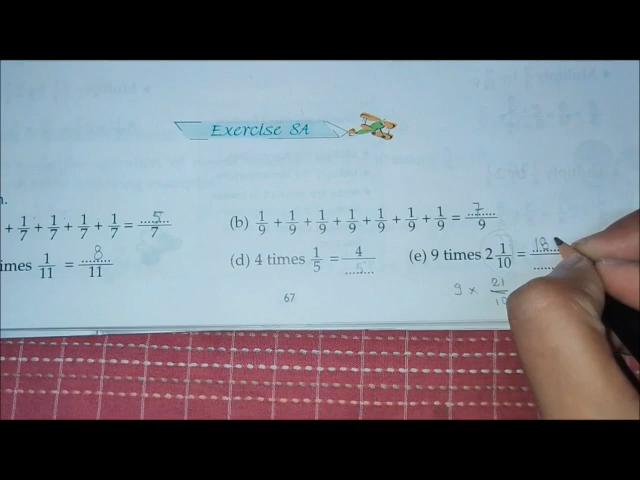 Exercise 8A
+ 1/7 + 1/7 + 1/7 + 1/7 = 5/7
(b) 1/9 + 1/9 + 1/9 + 1/9 + 1/9 + 1/9 + 1/9 = 7/9
imes 1/11 = 8/11
(d) 4 times 1/5 = 4/5
(e) 9 times 2 1/10 = 18
9 × 21/10
67